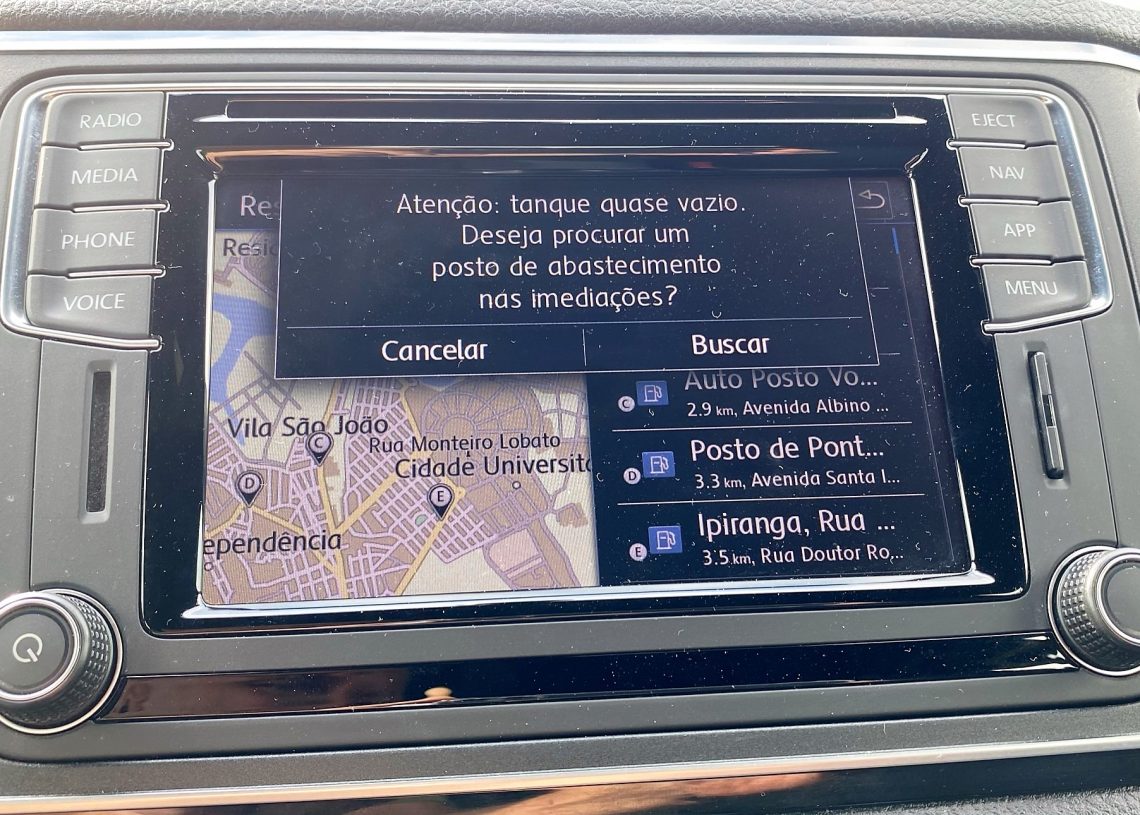 RADIO
MEDIA
PHONE
VOICE
EJECT
NAV
APP
MENU
Atenção: tanque quase vazio.
Deseja procurar um
posto de abastecimento
nas imediações?
Cancelar
Buscar
Vila São João
Rua Monteiro Lobato
Cidade Universit
ependência
C
D
E
Auto Posto Vo...
C 2.9 km, Avenida Albino ...
Posto de Pont...
D 3.3 km, Avenida Santa I...
Ipiranga, Rua ...
E 3.5 km, Rua Doutor Ro...